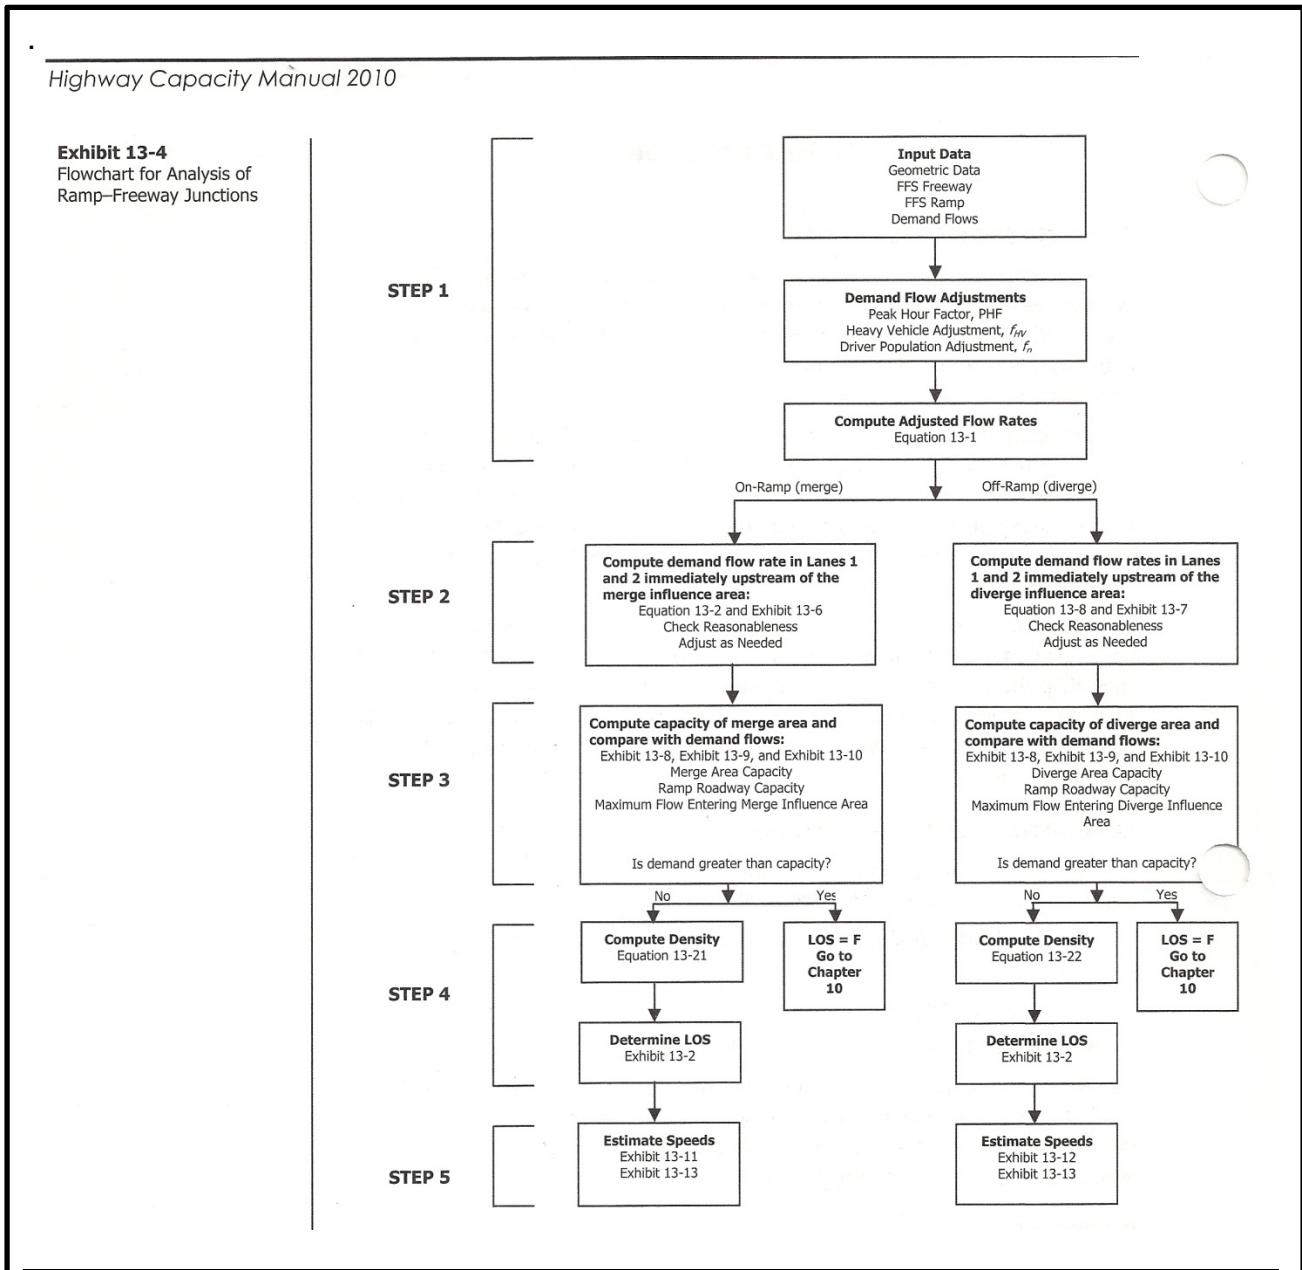 Highway Capacity Manual 2010
Exhibit 13-4
Flowchart for Analysis of
Ramp–Freeway Junctions
STEP 1
Input Data
Geometric Data
FFS Freeway
FFS Ramp
Demand Flows
Demand Flow Adjustments
Peak Hour Factor, PHF
Heavy Vehicle Adjustment, fHV
Driver Population Adjustment, fn
Compute Adjusted Flow Rates
Equation 13-1
On-Ramp (merge)
Off-Ramp (diverge)
STEP 2
Compute demand flow rate in Lanes 1
and 2 immediately upstream of the
merge influence area:
Equation 13-2 and Exhibit 13-6
Check Reasonableness
Adjust as Needed
Compute demand flow rates in Lanes
1 and 2 immediately upstream of the
diverge influence area:
Equation 13-8 and Exhibit 13-7
Check Reasonableness
Adjust as Needed
STEP 3
Compute capacity of merge area and
compare with demand flows:
Exhibit 13-8, Exhibit 13-9, and Exhibit 13-10
Merge Area Capacity
Ramp Roadway Capacity
Maximum Flow Entering Merge Influence Area
Is demand greater than capacity?
Compute capacity of diverge area and
compare with demand flows:
Exhibit 13-8, Exhibit 13-9, and Exhibit 13-10
Diverge Area Capacity
Ramp Roadway Capacity
Maximum Flow Entering Diverge Influence
Area
Is demand greater than capacity?
No
Yes
No
Yes
STEP 4
Compute Density
Equation 13-21
LOS = F
Go to
Chapter
10
Compute Density
Equation 13-22
LOS = F
Go to
Chapter
10
Determine LOS
Exhibit 13-2
Determine LOS
Exhibit 13-2
STEP 5
Estimate Speeds
Exhibit 13-11
Exhibit 13-13
Estimate Speeds
Exhibit 13-12
Exhibit 13-13